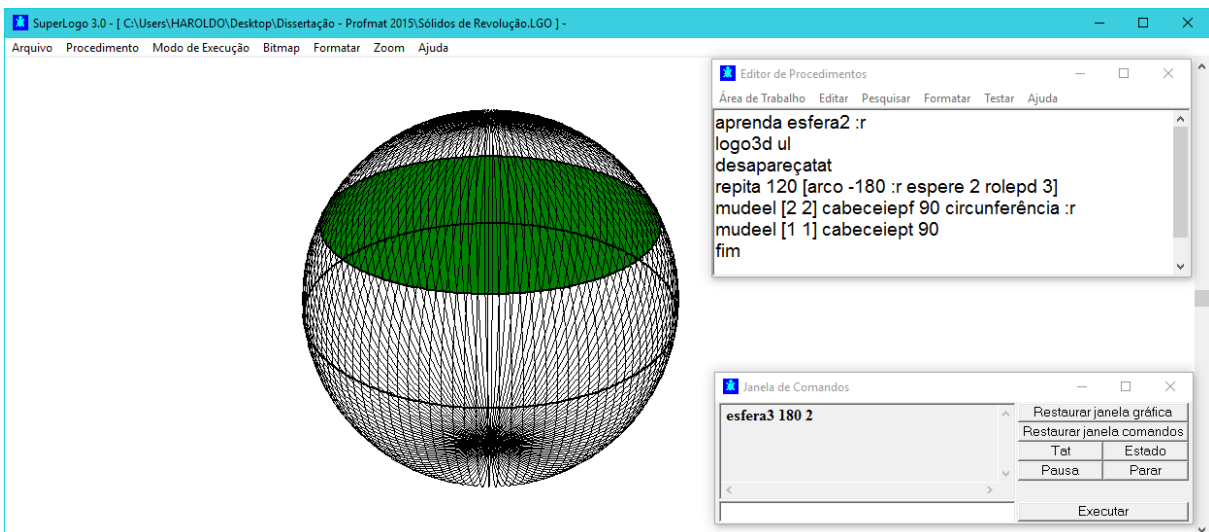 SuperLogo 3.0 - [ C:\Users\HAROLDO\Desktop\Dissertação - Profmat 2015\Sólidos de Revolução.LGO ] -
Arquivo Procedimento Modo de Execução Bitmap Formatar Zoom Ajuda
Editor de Procedimentos
Área de Trabalho Editar Pesquisar Formatar Testar Ajuda
aprenda esfera2 :r
logo3d ul
desapareçatat
repita 120 [arco -180 :r espere 2 rolepd 3]
mudeel [2 2] cabeceiepf 90 circunferência :r
mudeel [1 1] cabeceiept 90
fim
Janela de Comandos
esfera3 180 2
Restaurar janela gráfica
Restaurar janela comandos
Tat Estado
Pausa Parar
Executar